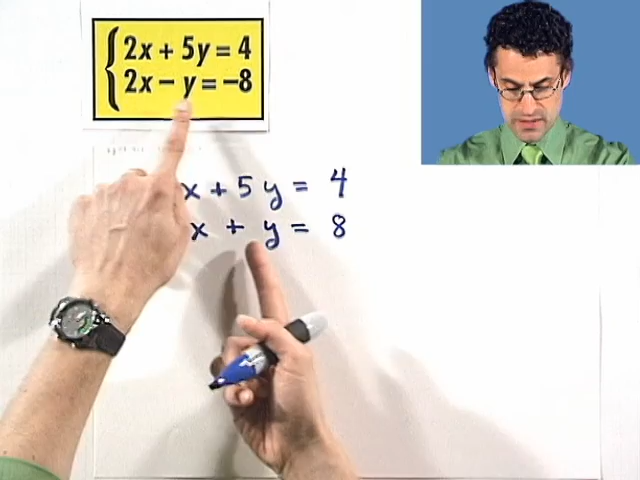 2x + 5y = 4
2x − y = −8
x + 5y = 4
x + y = 8